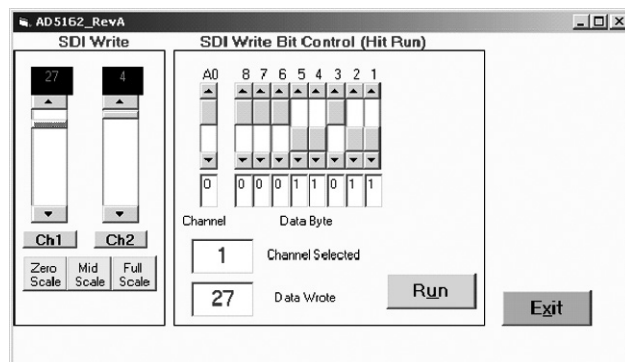 AD5162_RevA
SDI Write
SDI Write Bit Control (Hit Run)
27 4
A0 8 7 6 5 4 3 2 1
0 0 0 0 1 1 0 1 1
Channel Data Byte
Ch1 Ch2
1 Channel Selected
Zero Scale Mid Scale Full Scale
27 Data Wrote
Run
Exit